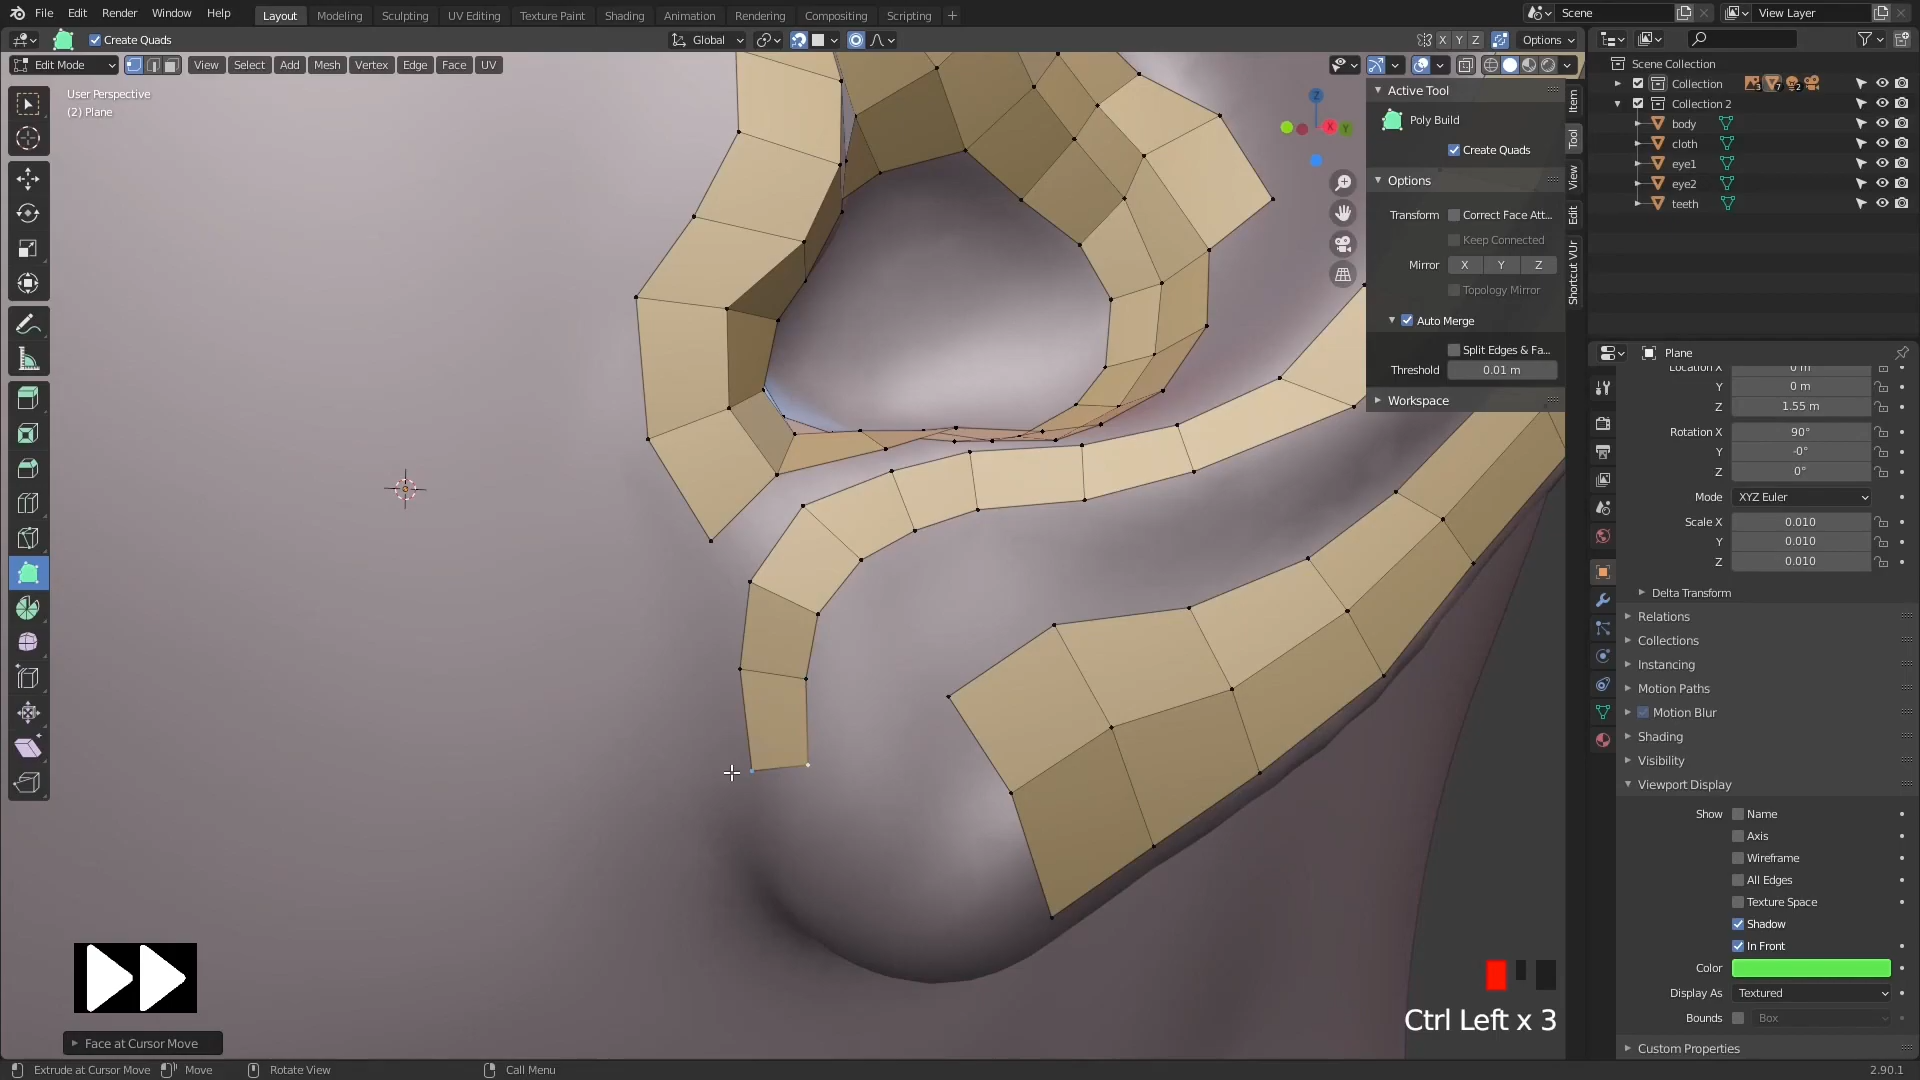 File Edit Render Window Help Layout Modeling Sculpting UV Editing Texture Paint Shading Animation Rendering Compositing Scripting + Scene View Layer
Create Quads Global X Y Z Options
Edit Mode View Select Add Mesh Vertex Edge Face UV
User Perspective
(2) Plane
Z
X
Y
Active Tool
Poly Build
Create Quads
Options
Transform Correct Face Att...
Keep Connected
Mirror X Y Z
Topology Mirror
Auto Merge
Split Edges & Fa...
Threshold 0.01 m
Workspace
Item
Tool
View
Edit
Shortcut VUr
Scene Collection
Collection 3 7 2
Collection 2
body
cloth
eye1
eye2
teeth
Plane
Location X 0 m
Y 0 m
Z 1.55 m
Rotation X 90°
Y -0°
Z 0°
Mode XYZ Euler
Scale X 0.010
Y 0.010
Z 0.010
Delta Transform
Relations
Collections
Instancing
Motion Paths
Motion Blur
Shading
Visibility
Viewport Display
Show Name
Axis
Wireframe
All Edges
Texture Space
Shadow
In Front
Color
Display As Textured
Bounds Box
Custom Properties
Ctrl Left x 3
Face at Cursor Move
Extrude at Cursor Move Move Rotate View Call Menu 2.90.1